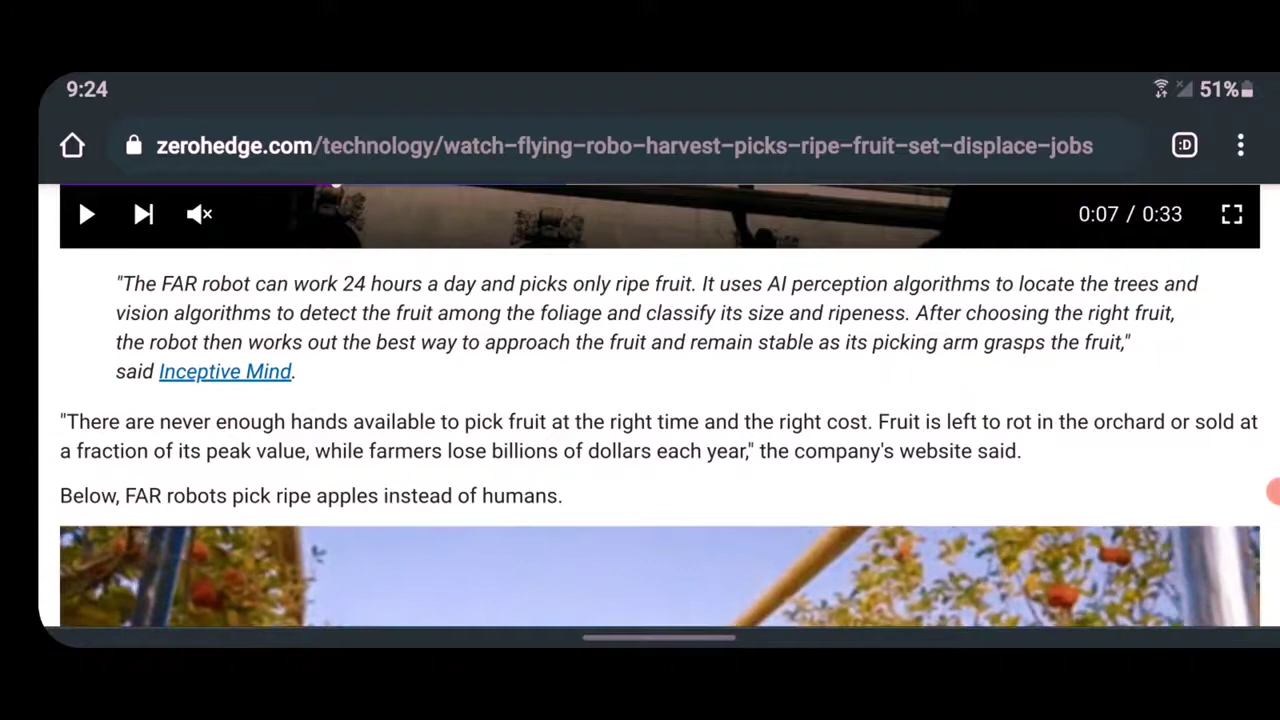 9:24
51%
zerohedge.com/technology/watch-flying-robo-harvest-picks-ripe-fruit-set-displace-jobs
:D
0:07 / 0:33
"The FAR robot can work 24 hours a day and picks only ripe fruit. It uses AI perception algorithms to locate the trees and
vision algorithms to detect the fruit among the foliage and classify its size and ripeness. After choosing the right fruit,
the robot then works out the best way to approach the fruit and remain stable as its picking arm grasps the fruit,"
said Inceptive Mind.
"There are never enough hands available to pick fruit at the right time and the right cost. Fruit is left to rot in the orchard or sold at
a fraction of its peak value, while farmers lose billions of dollars each year," the company's website said.
Below, FAR robots pick ripe apples instead of humans.